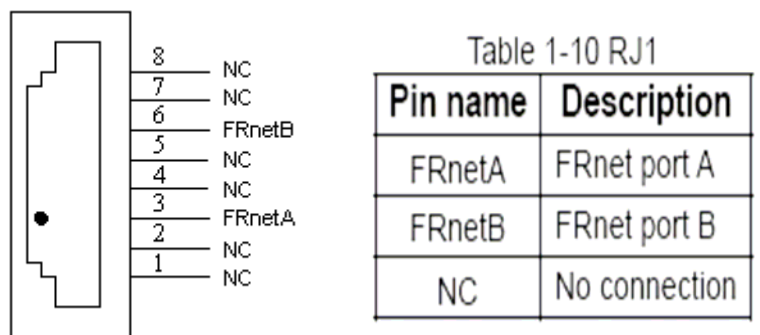 8 NC
7 NC
6 FRnetB
5 NC
4 NC
3 FRnetA
2 NC
1 NC
Table 1-10 RJ1
Pin name Description
FRnetA FRnet port A
FRnetB FRnet port B
NC No connection